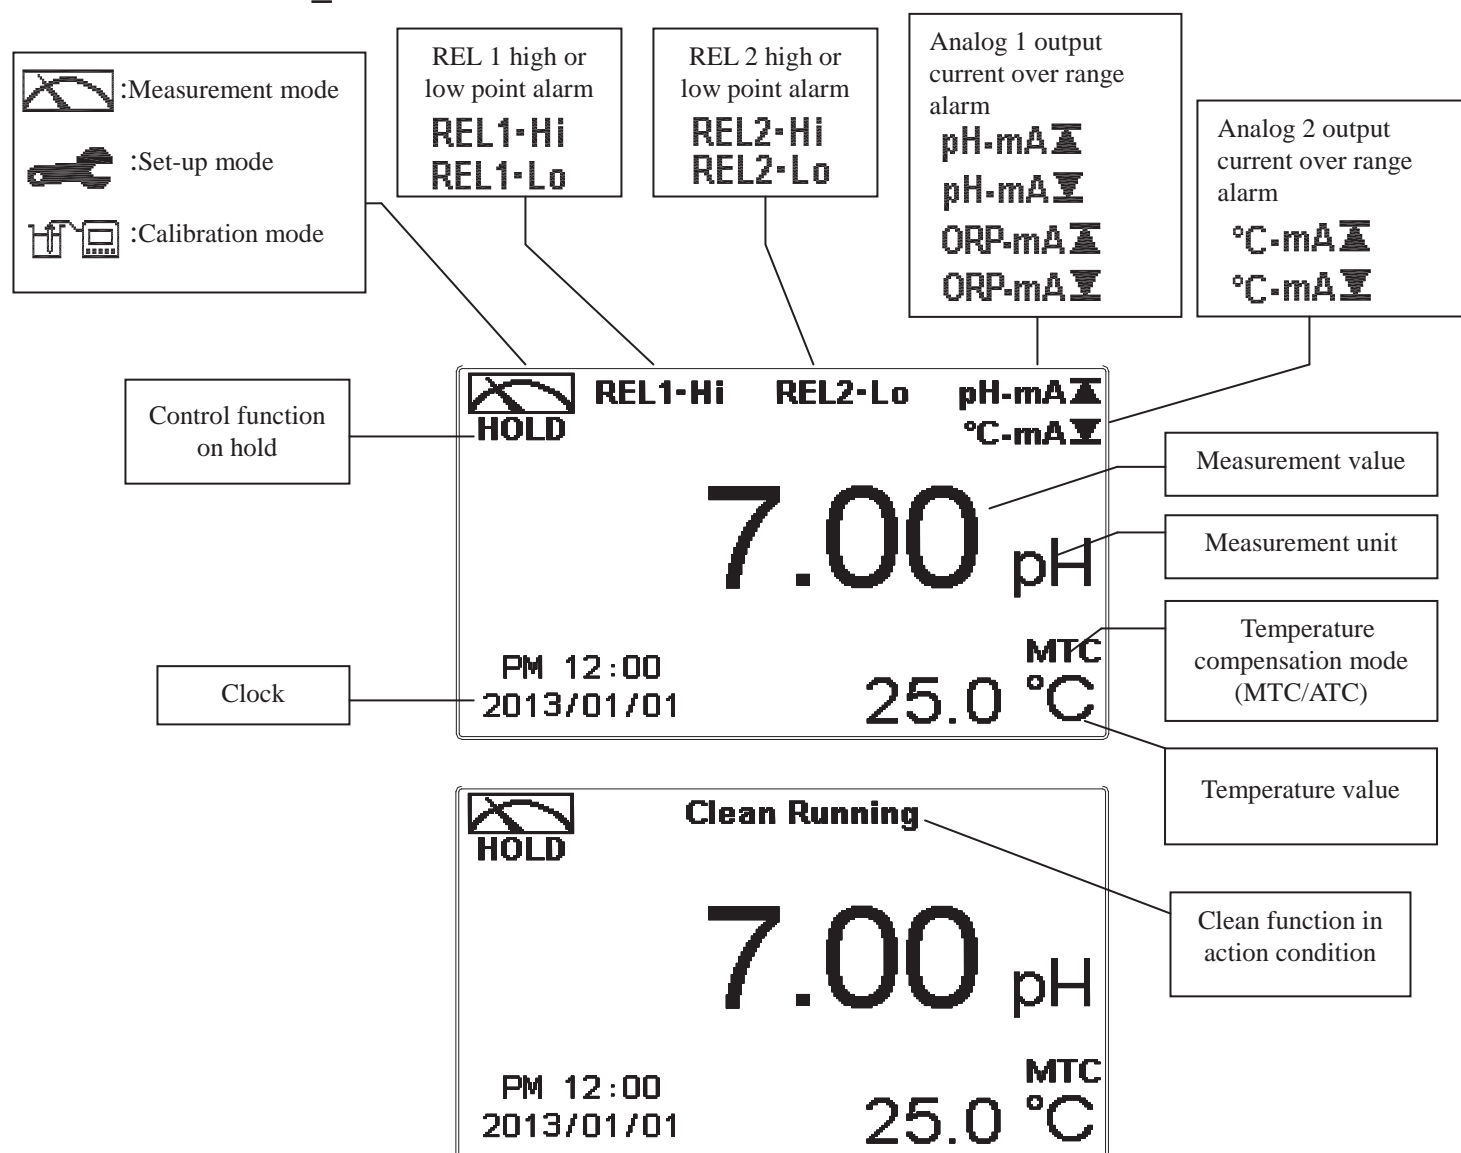 :Measurement mode
:Set-up mode
:Calibration mode
REL 1 high or
low point alarm
REL1-Hi
REL1-Lo
REL 2 high or
low point alarm
REL2-Hi
REL2-Lo
Analog 1 output
current over range
alarm
pH-mA
pH-mA
ORP-mA
ORP-mA
Analog 2 output
current over range
alarm
°C-mA
°C-mA
Control function
on hold
REL1-Hi REL2-Lo pH-mA
HOLD °C-mA
7.00 pH
MTC
PM 12:00
2013/01/01
25.0 °C
Clock
Measurement value
Measurement unit
Temperature
compensation mode
(MTC/ATC)
Temperature value
Clean Running
HOLD
7.00 pH
MTC
PM 12:00
2013/01/01
25.0 °C
Clean function in
action condition